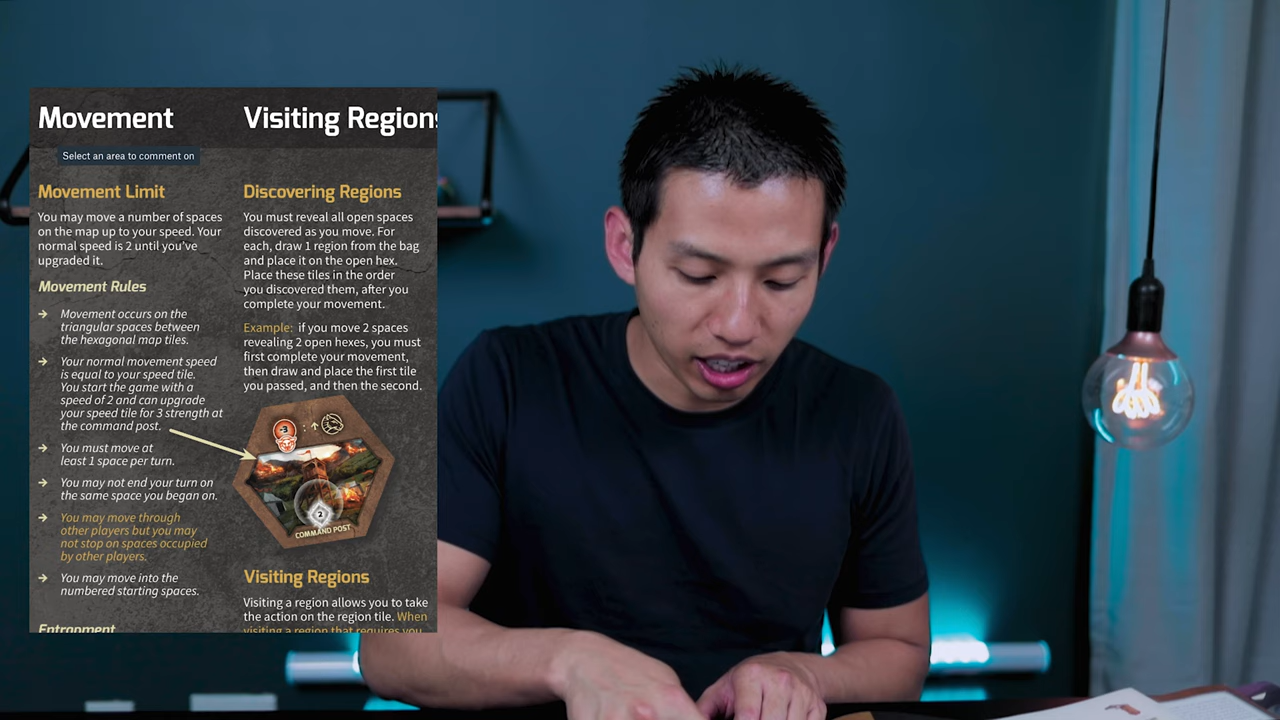 Movement
Select an area to comment on
Movement Limit
You may move a number of spaces
on the map up to your speed. Your
normal speed is 2 until you've
upgraded it.
Movement Rules
→ Movement occurs on the
triangular spaces between
the hexagonal map tiles.
→ Your normal movement speed
is equal to your speed tile.
You start the game with a
speed of 2 and can upgrade
your speed tile for 3 strength at
the command post.
→ You must move at
least 1 space per turn.
→ You may not end your turn on
the same space you began on.
→ You may move through
other players but you may
not stop on spaces occupied
by other players.
→ You may move into the
numbered starting spaces.
Entrapment
Visiting Regions
Discovering Regions
You must reveal all open spaces
discovered as you move. For
each, draw 1 region from the bag
and place it on the open hex.
Place these tiles in the order
you discovered them, after you
complete your movement.
Example: if you move 2 spaces
revealing 2 open hexes, you must
first complete your movement,
then draw and place the first tile
you passed, and then the second.
-3 :
2
COMMAND POST
Visiting Regions
Visiting a region allows you to take
the action on the region tile. When
visiting a region that requires you